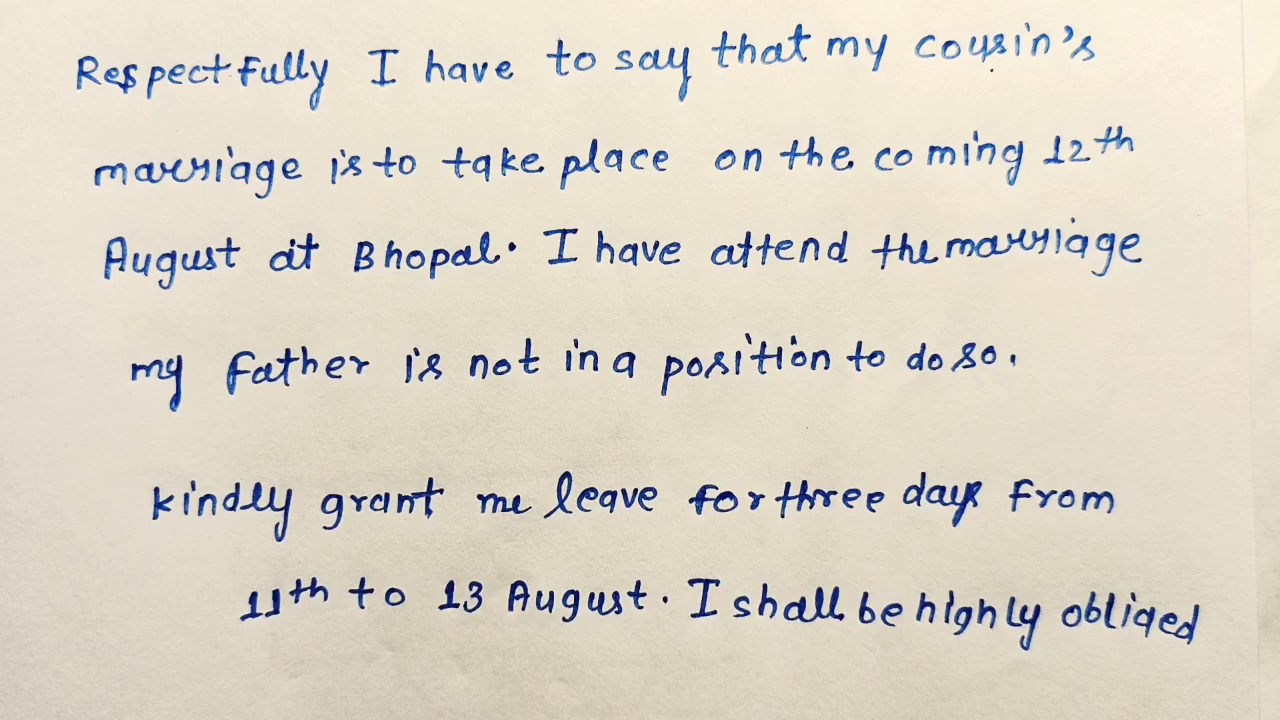 Respectfully I have to say that my cousin's
marriage is to take place on the coming 12th
August at Bhopal. I have attend the marriage
my father is not in a position to do so.
kindly grant me leave for three days from
11th to 13 August. I shall be highly obliged